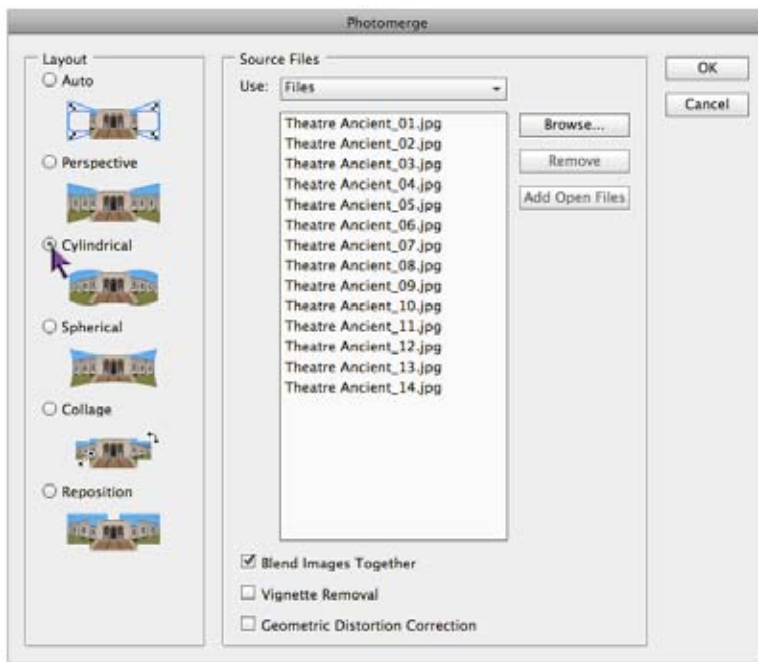 Photomerge
Layout
Auto
Perspective
Cylindrical
Spherical
Collage
Reposition
Source Files
Use: Files
Theatre Ancient_01.jpg
Theatre Ancient_02.jpg
Theatre Ancient_03.jpg
Theatre Ancient_04.jpg
Theatre Ancient_05.jpg
Theatre Ancient_06.jpg
Theatre Ancient_07.jpg
Theatre Ancient_08.jpg
Theatre Ancient_09.jpg
Theatre Ancient_10.jpg
Theatre Ancient_11.jpg
Theatre Ancient_12.jpg
Theatre Ancient_13.jpg
Theatre Ancient_14.jpg
Browse...
Remove
Add Open Files
Blend Images Together
Vignette Removal
Geometric Distortion Correction
OK
Cancel